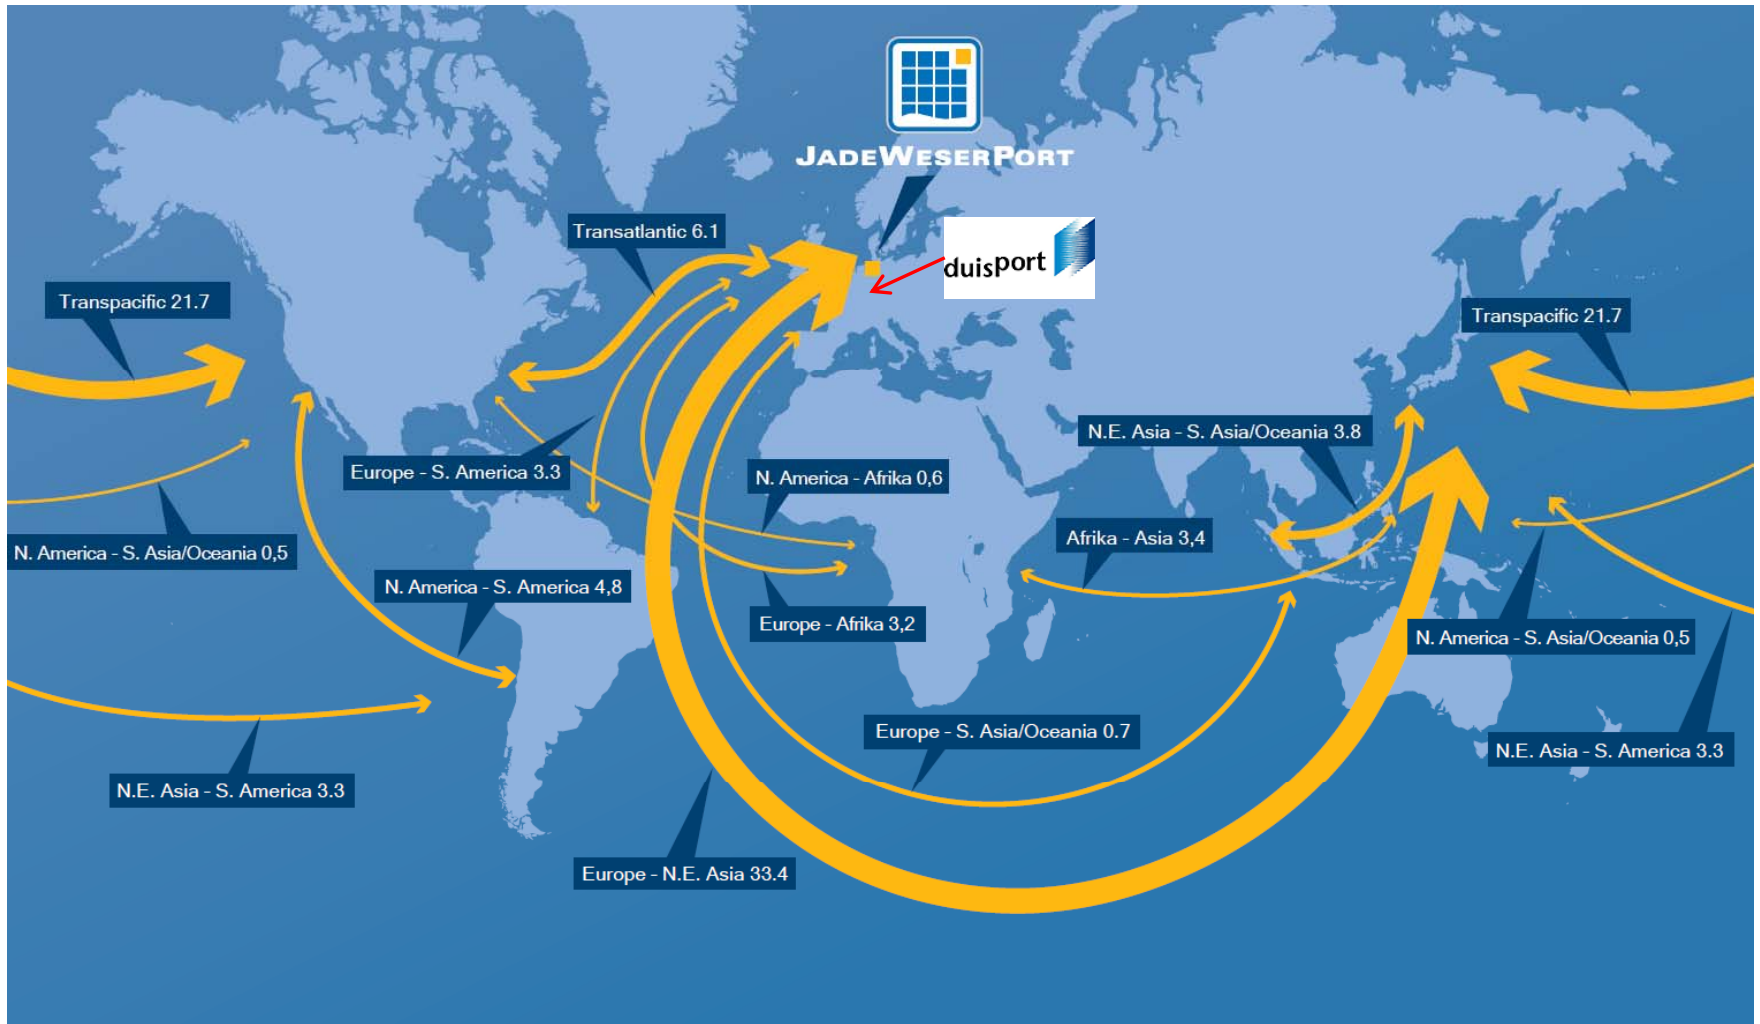 JADEWESERPORT
Transatlantic 6.1
duisport
Transpacific 21.7
Transpacific 21.7
N.E. Asia - S. Asia/Oceania 3.8
Europe - S. America 3.3
N. America - Afrika 0,6
N. America - S. Asia/Oceania 0,5
Afrika - Asia 3,4
N. America - S. America 4,8
Europe - Afrika 3,2
N. America - S. Asia/Oceania 0,5
Europe - S. Asia/Oceania 0.7
N.E. Asia - S. America 3.3
N.E. Asia - S. America 3.3
Europe - N.E. Asia 33.4